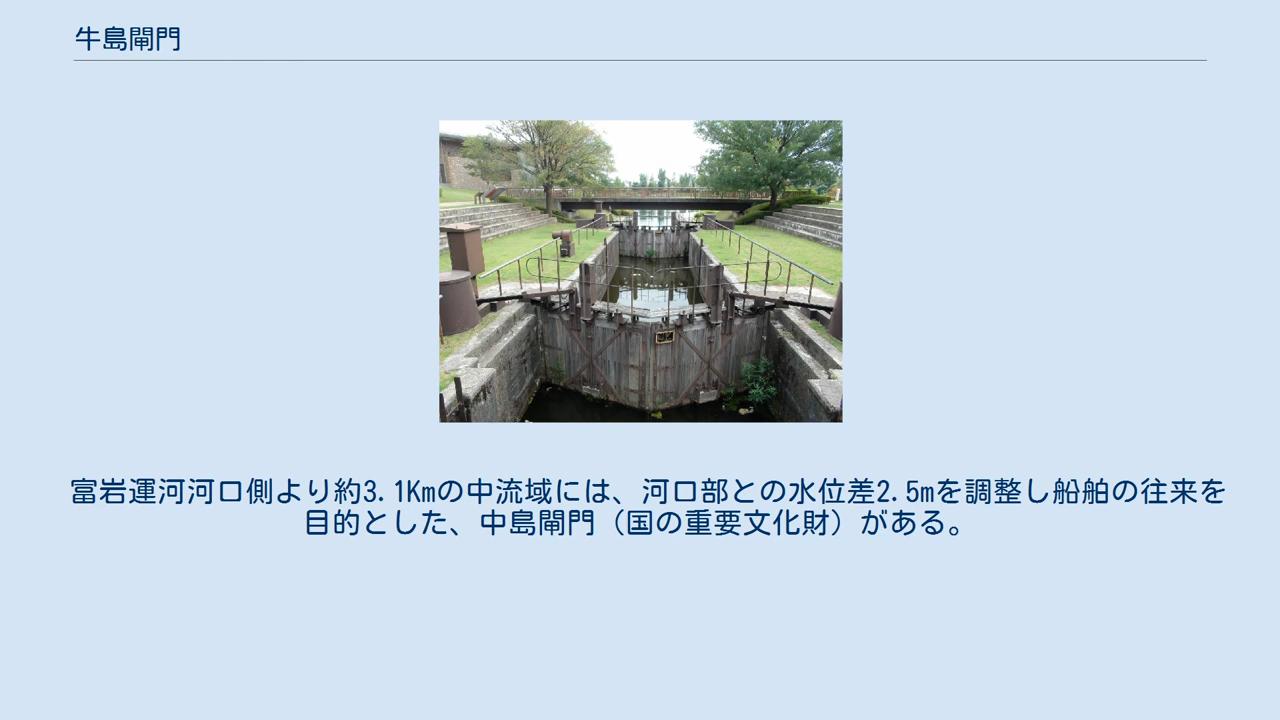 牛島閘門
富岩運河河口側より約3.1Kmの中流域には、河口部との水位差2.5mを調整し船舶の往来を
目的とした、中島閘門（国の重要文化財）がある。